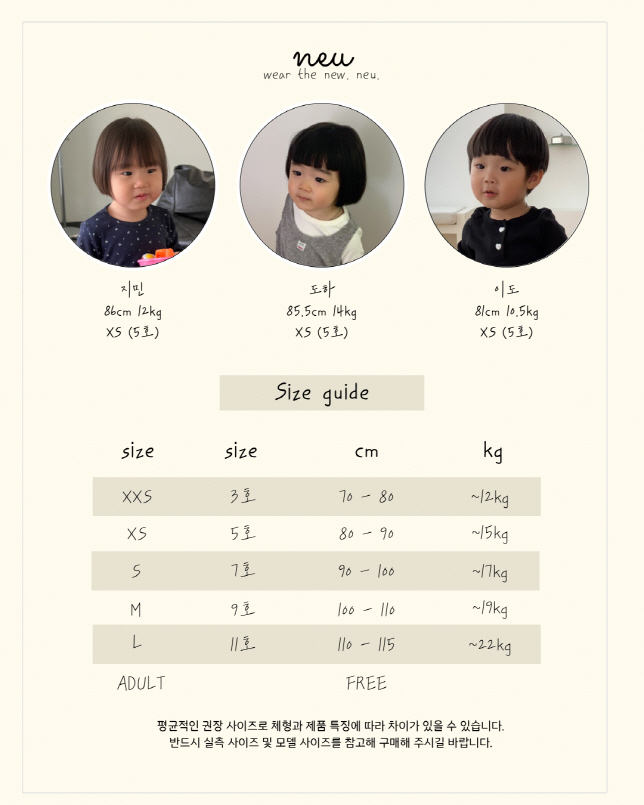 neu
wear the new. neu.
지민 도하 이도
86cm 12kg 85.5cm 14kg 81cm 10.5kg
XS (5호) XS (5호) XS (5호)
Size guide
size size cm kg
XXS 3호 70 - 80 ~12kg
XS 5호 80 - 90 ~15kg
S 7호 90 - 100 ~17kg
M 9호 100 - 110 ~19kg
L 11호 110 - 115 ~22kg
ADULT FREE
평균적인 권장 사이즈로 체형과 제품 특징에 따라 차이가 있을 수 있습니다.
반드시 실측 사이즈 및 모델 사이즈를 참고해 구매해 주시길 바랍니다.